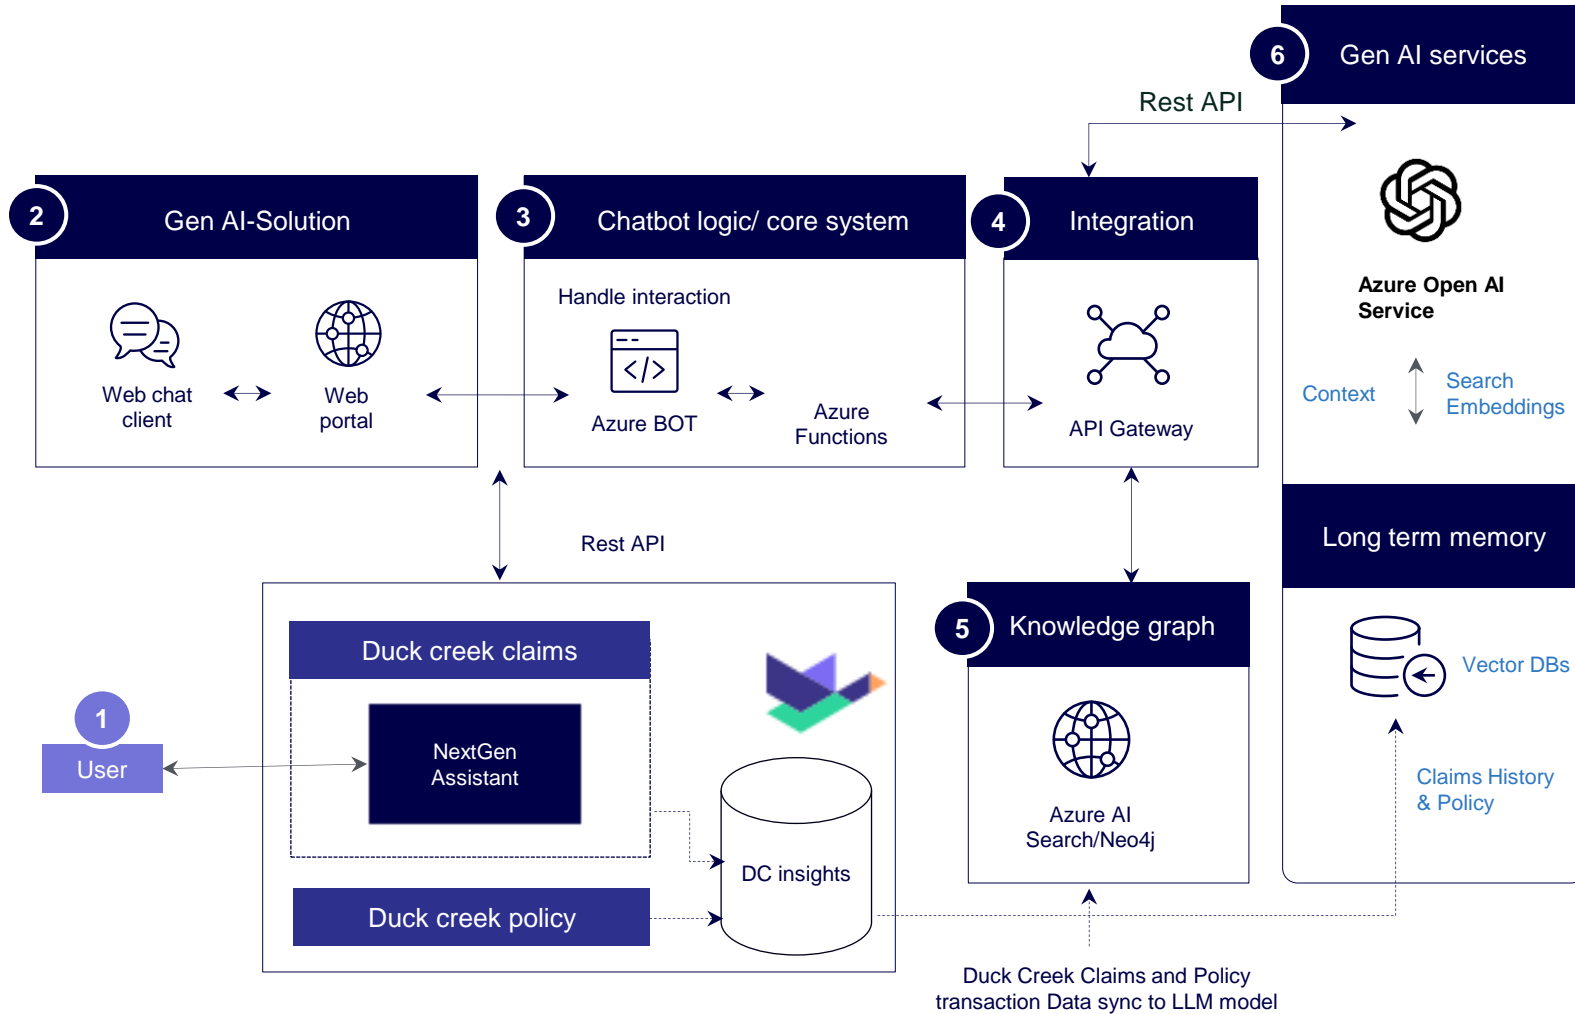 6
Gen AI services
Rest API
2
Gen AI-Solution
3
Chatbot logic/ core system
4
Integration
Handle interaction
Web chat
client
Web
portal
Azure BOT
Azure
Functions
API Gateway
Azure Open AI
Service
Context
Search
Embeddings
Rest API
Long term memory
Duck creek claims
5
Knowledge graph
Vector DBs
1
User
NextGen
Assistant
Claims History
& Policy
Azure AI
Search/Neo4j
DC insights
Duck creek policy
Duck Creek Claims and Policy
transaction Data sync to LLM model